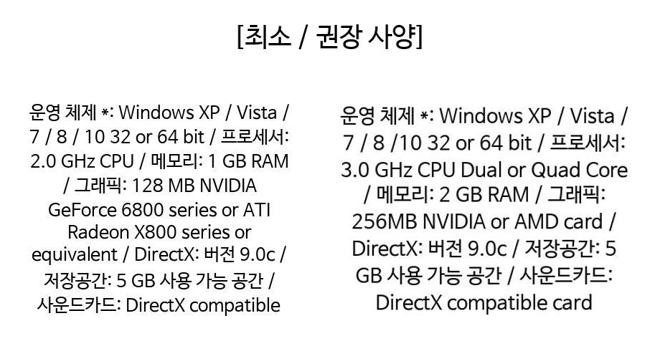 [최소 / 권장 사양]
운영 체제 *: Windows XP / Vista /
7 / 8 / 10 32 or 64 bit / 프로세서:
2.0 GHz CPU / 메모리: 1 GB RAM
/ 그래픽: 128 MB NVIDIA
GeForce 6800 series or ATI
Radeon X800 series or
equivalent / DirectX: 버전 9.0c /
저장공간: 5 GB 사용 가능 공간 /
사운드카드: DirectX compatible
운영 체제 *: Windows XP / Vista /
7 / 8 /10 32 or 64 bit / 프로세서:
3.0 GHz CPU Dual or Quad Core
/ 메모리: 2 GB RAM / 그래픽:
256MB NVIDIA or AMD card /
DirectX: 버전 9.0c / 저장공간: 5
GB 사용 가능 공간 / 사운드카드:
DirectX compatible card